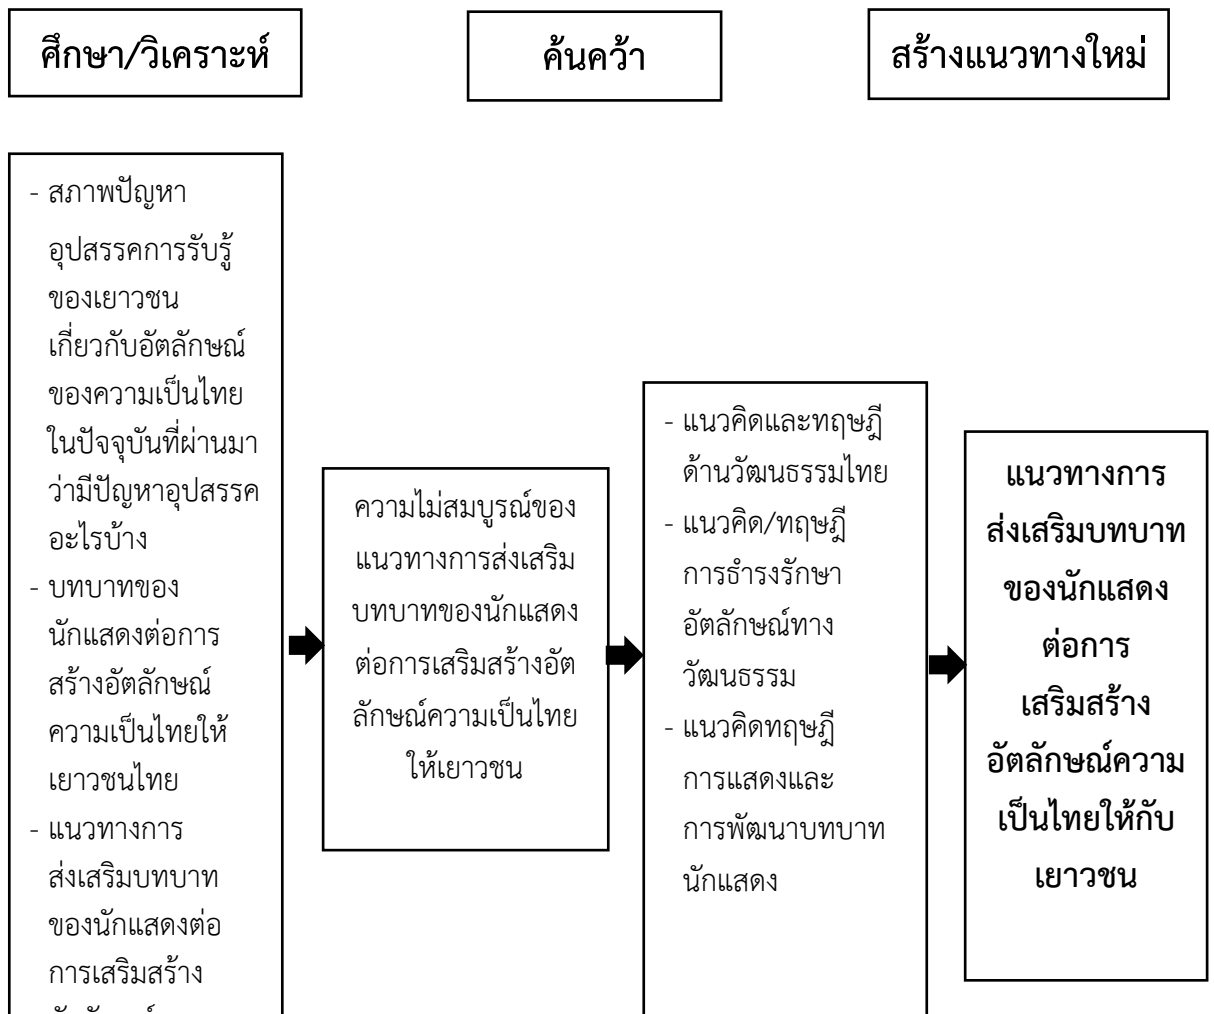 ศึกษา/วิเคราะห์
ค้นคว้า
สร้างแนวทางใหม่
- สภาพปัญหา
อุปสรรคการรับรู้
ของเยาวชน
เกี่ยวกับอัตลักษณ์
ของความเป็นไทย
ในปัจจุบันที่ผ่านมา
ว่ามีปัญหาอุปสรรค
อะไรบ้าง
- บทบาทของ
นักแสดงต่อการ
สร้างอัตลักษณ์
ความเป็นไทยให้
เยาวชนไทย
- แนวทางการ
ส่งเสริมบทบาท
ของนักแสดงต่อ
การเสริมสร้าง
ความไม่สมบูรณ์ของ
แนวทางการส่งเสริม
บทบาทของนักแสดง
ต่อการเสริมสร้างอัต
ลักษณ์ความเป็นไทย
ให้เยาวชน
- แนวคิดและทฤษฎี
ด้านวัฒนธรรมไทย
- แนวคิด/ทฤษฎี
การธำรงรักษา
อัตลักษณ์ทาง
วัฒนธรรม
- แนวคิดทฤษฎี
การแสดงและ
การพัฒนาบทบาท
นักแสดง
แนวทางการ
ส่งเสริมบทบาท
ของนักแสดง
ต่อการ
เสริมสร้าง
อัตลักษณ์ความ
เป็นไทยให้กับ
เยาวชน